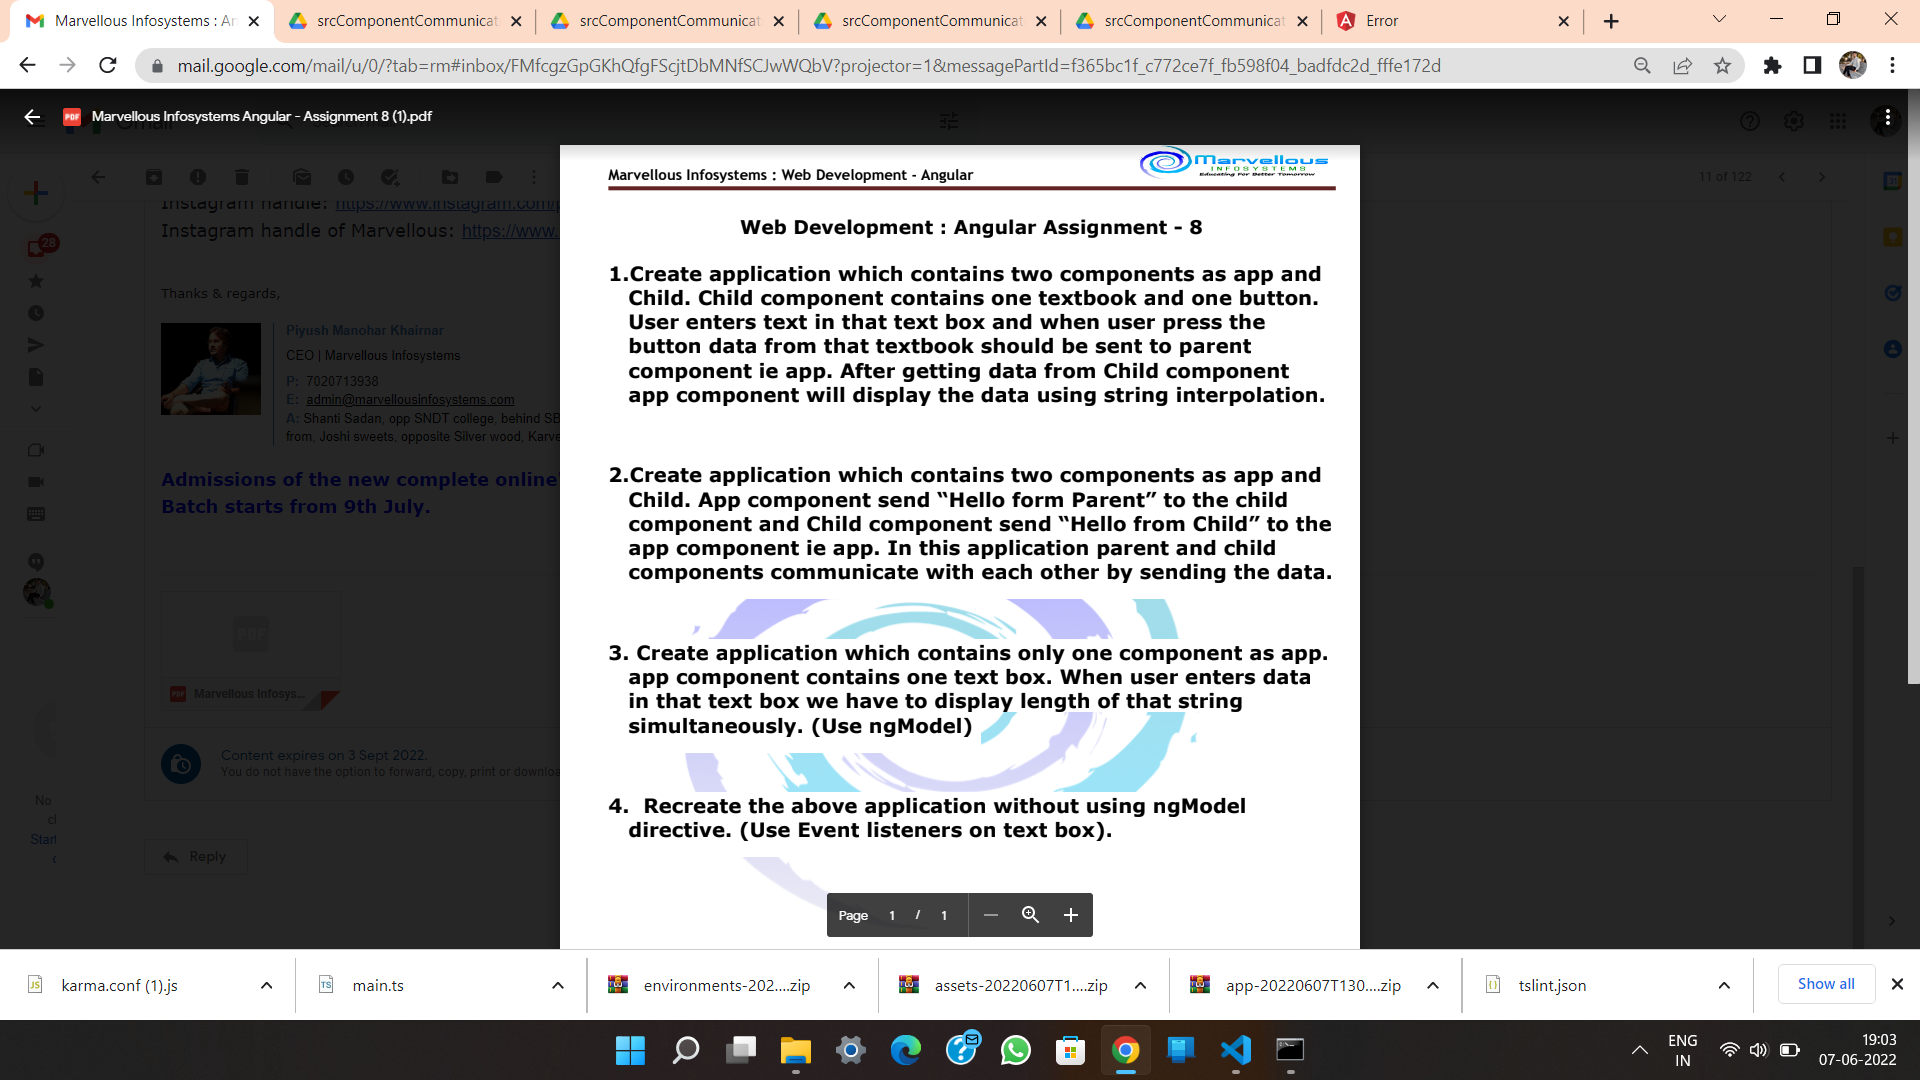 Marvellous Infosystems : An
srcComponentCommunicat
srcComponentCommunicat
srcComponentCommunicat
srcComponentCommunicat
Error
mail.google.com/mail/u/0/?tab=rm#inbox/FMfcgzGpGKhQfgFScjtDbMNfSCJwWQbV?projector=1&messagePartId=f365bc1f_c772ce7f_fb598f04_badfdc2d_fffe172d
PDF Marvellous Infosystems Angular - Assignment 8 (1).pdf
11 of 122
28
Instagram handle: https://www.instagram.com/p
Instagram handle of Marvellous: https://www.
Thanks & regards,
Piyush Manohar Khairnar
CEO | Marvellous Infosystems
P: 7020713938
E: admin@marvellousinfosystems.com
A: Shanti Sadan, opp SNDT college, behind SB
from, Joshi sweets, opposite Silver wood, Karve
Admissions of the new complete online
Batch starts from 9th July.
PDF
PDF Marvellous Infosys...
Content expires on 3 Sept 2022.
You do not have the option to forward, copy, print or downloa
No
Start
Reply
Marvellous Infosystems : Web Development - Angular
Marvellous
INFOSYSTEMS
Educating For Better Tomorrow
Web Development : Angular Assignment - 8
1.Create application which contains two components as app and
Child. Child component contains one textbook and one button.
User enters text in that text box and when user press the
button data from that textbook should be sent to parent
component ie app. After getting data from Child component
app component will display the data using string interpolation.
2.Create application which contains two components as app and
Child. App component send “Hello form Parent” to the child
component and Child component send “Hello from Child” to the
app component ie app. In this application parent and child
components communicate with each other by sending the data.
3. Create application which contains only one component as app.
app component contains one text box. When user enters data
in that text box we have to display length of that string
simultaneously. (Use ngModel)
4. Recreate the above application without using ngModel
directive. (Use Event listeners on text box).
Page 1 / 1
karma.conf (1).js
main.ts
environments-202....zip
assets-20220607T1....zip
app-20220607T130....zip
tslint.json
Show all
ENG
IN
19:03
07-06-2022